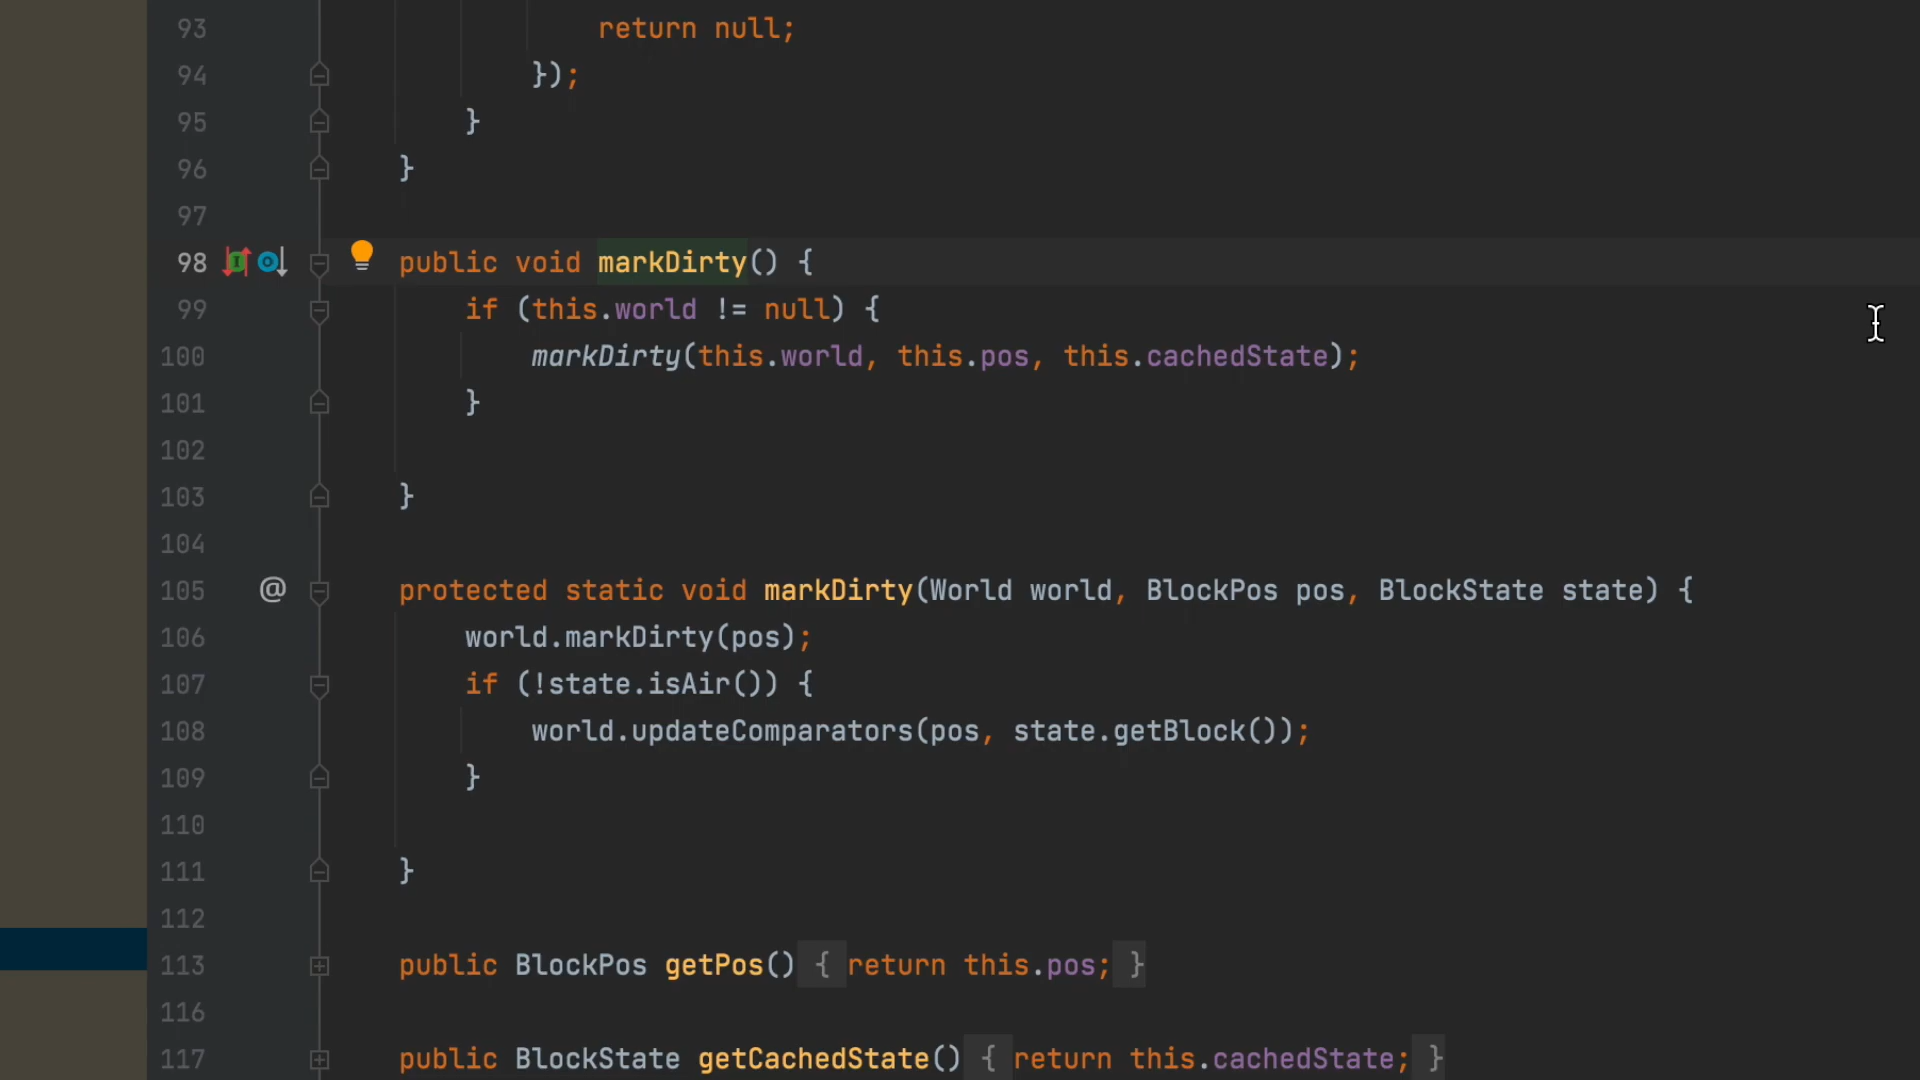 93 return null;
94 });
95 }
96 }
97
98 public void markDirty() {
99 if (this.world != null) {
100 markDirty(this.world, this.pos, this.cachedState);
101 }
102
103 }
104
105 @ protected static void markDirty(World world, BlockPos pos, BlockState state) {
106 world.markDirty(pos);
107 if (!state.isAir()) {
108 world.updateComparators(pos, state.getBlock());
109 }
110
111 }
112
113 public BlockPos getPos() { return this.pos; }
116
117 public BlockState getCachedState() { return this.cachedState; }